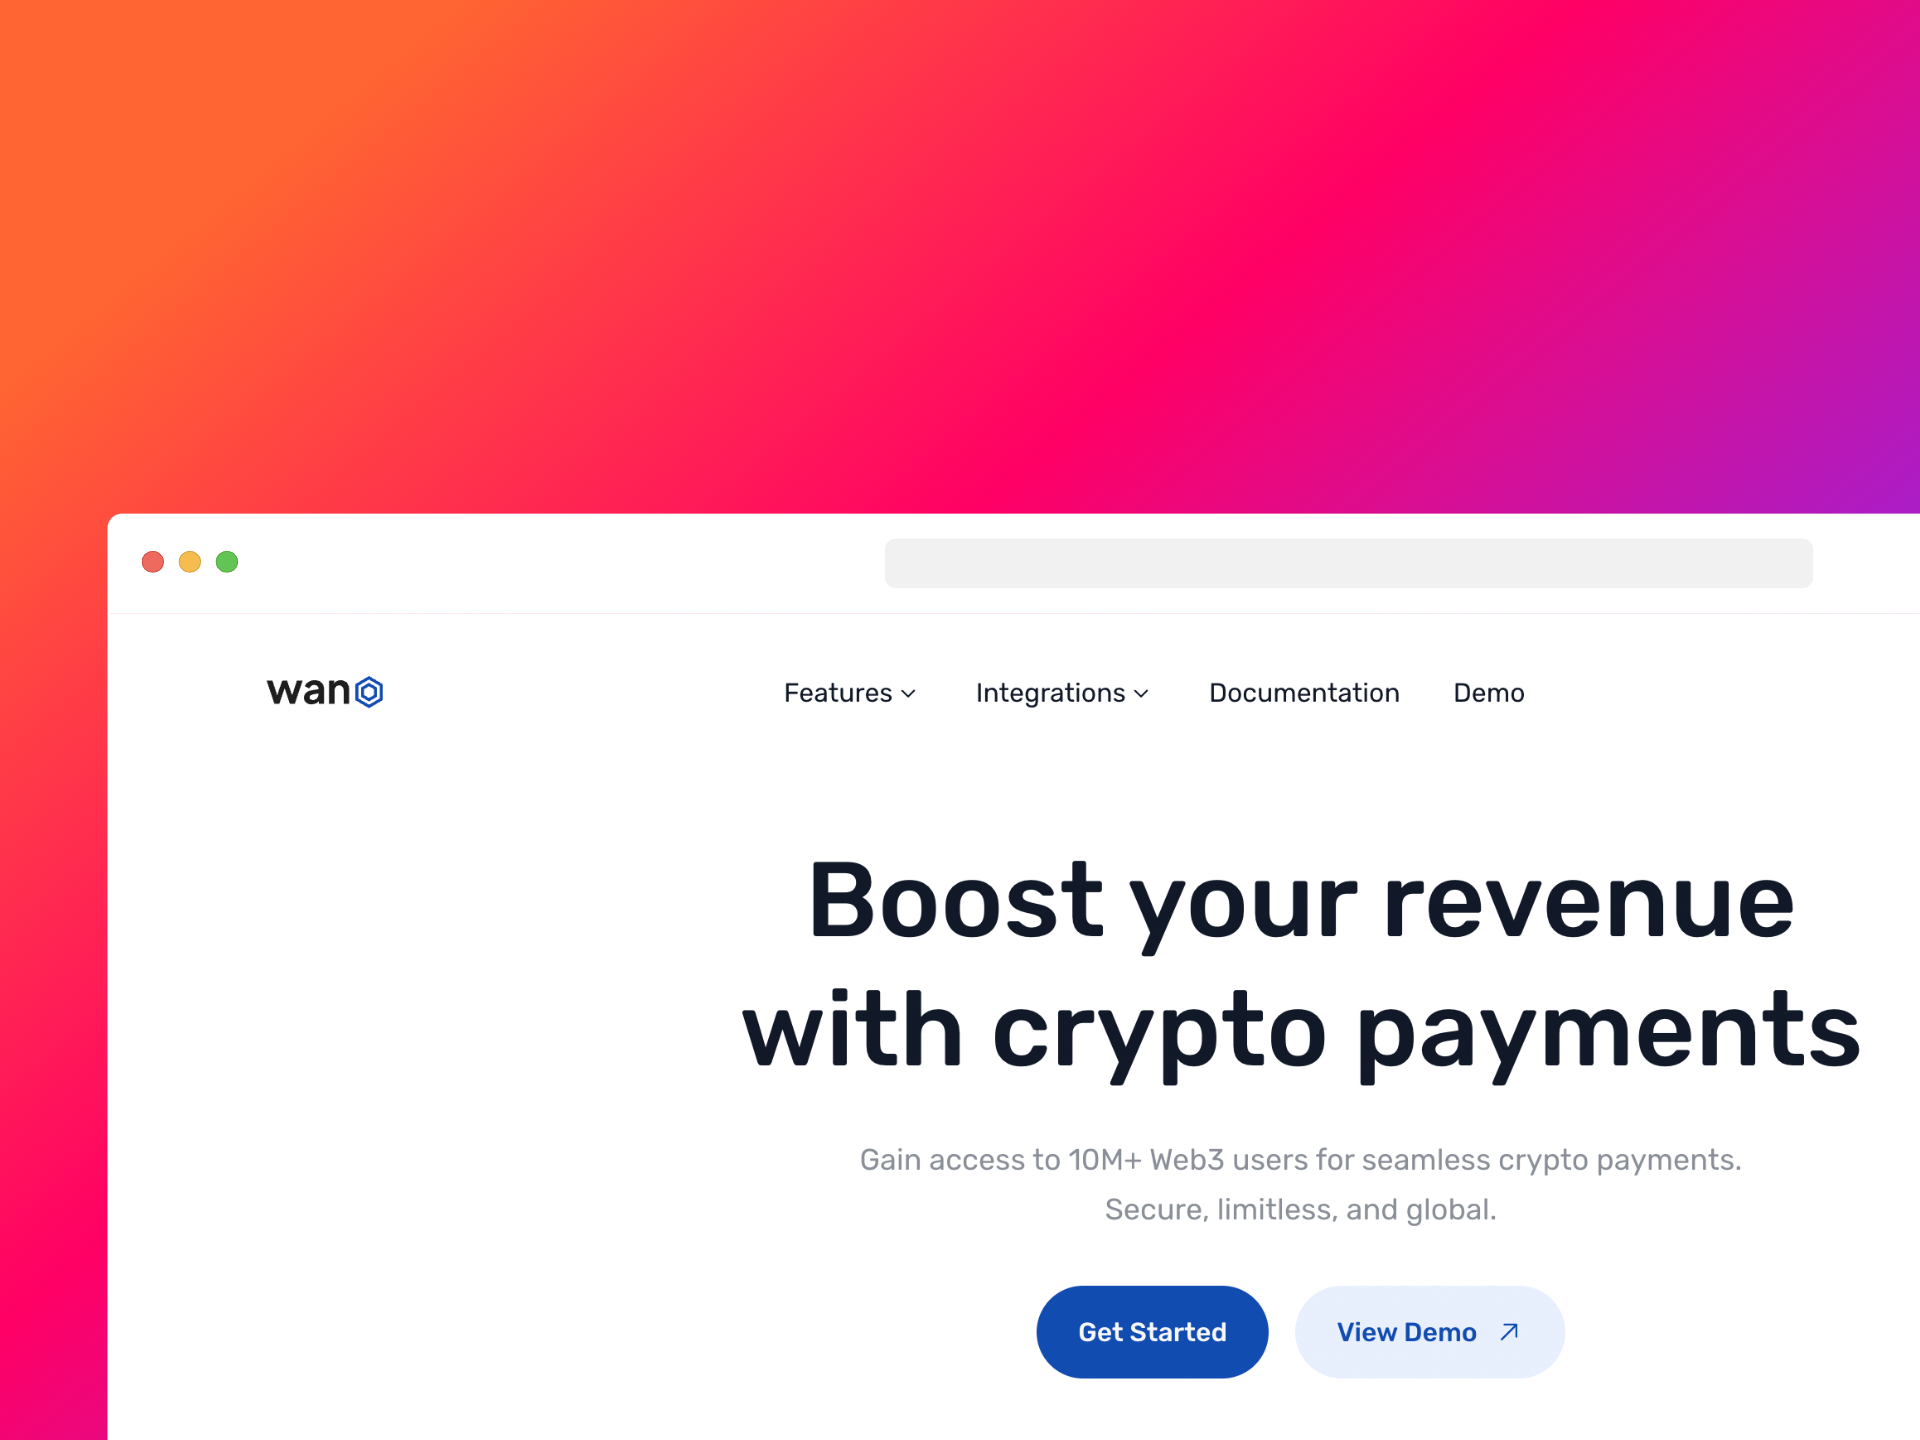 wano
Features Integrations Documentation Demo
Boost your revenue
with crypto payments
Gain access to 10M+ Web3 users for seamless crypto payments.
Secure, limitless, and global.
Get Started View Demo